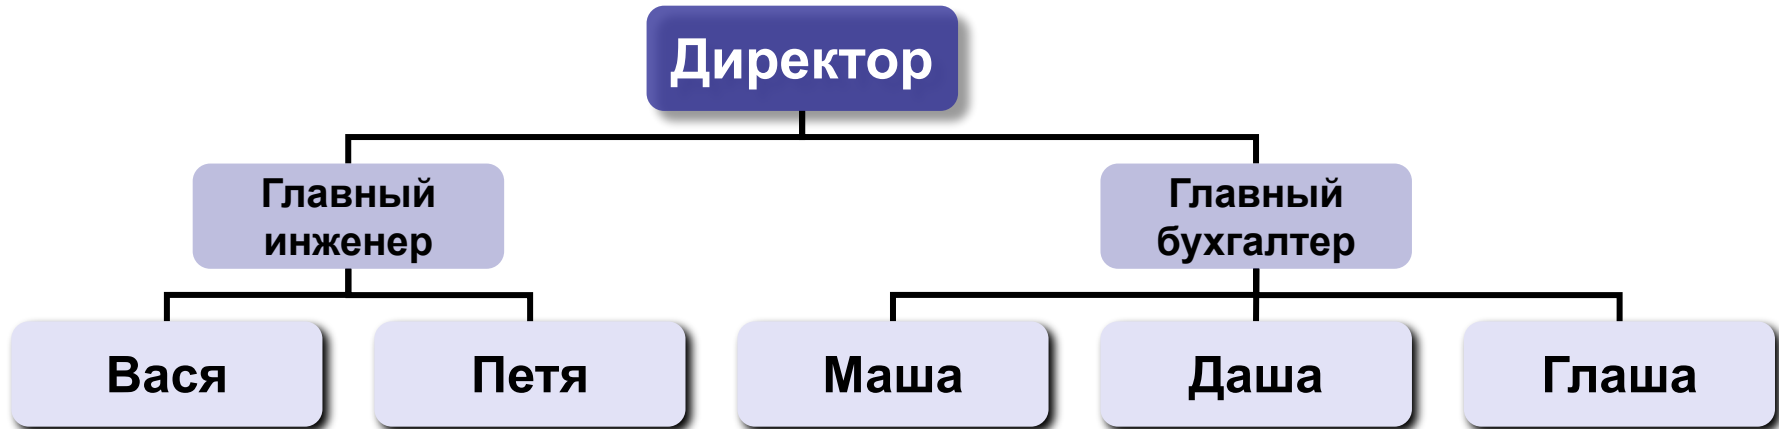 Директор
Главный
инженер
Главный
бухгалтер
Вася
Петя
Маша
Даша
Глаша